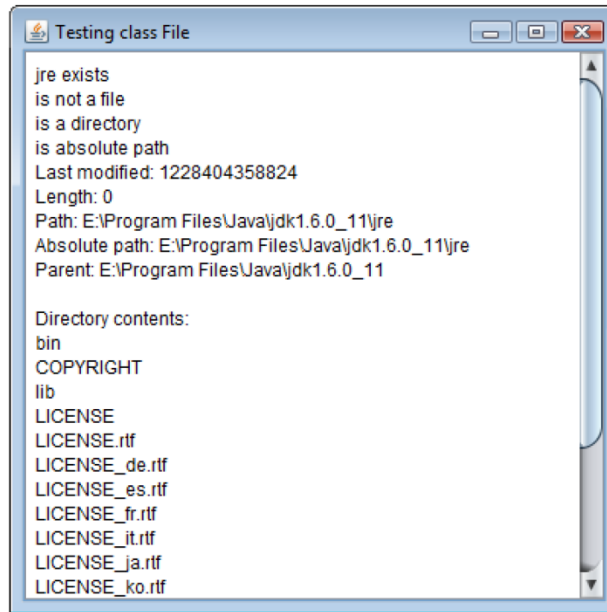 Testing class File
jre exists
is not a file
is a directory
is absolute path
Last modified: 1228404358824
Length: 0
Path: E:\Program Files\Java\jdk1.6.0_11\jre
Absolute path: E:\Program Files\Java\jdk1.6.0_11\jre
Parent: E:\Program Files\Java\jdk1.6.0_11

Directory contents:
bin
COPYRIGHT
lib
LICENSE
LICENSE.rtf
LICENSE_de.rtf
LICENSE_es.rtf
LICENSE_fr.rtf
LICENSE_it.rtf
LICENSE_ja.rtf
LICENSE_ko.rtf